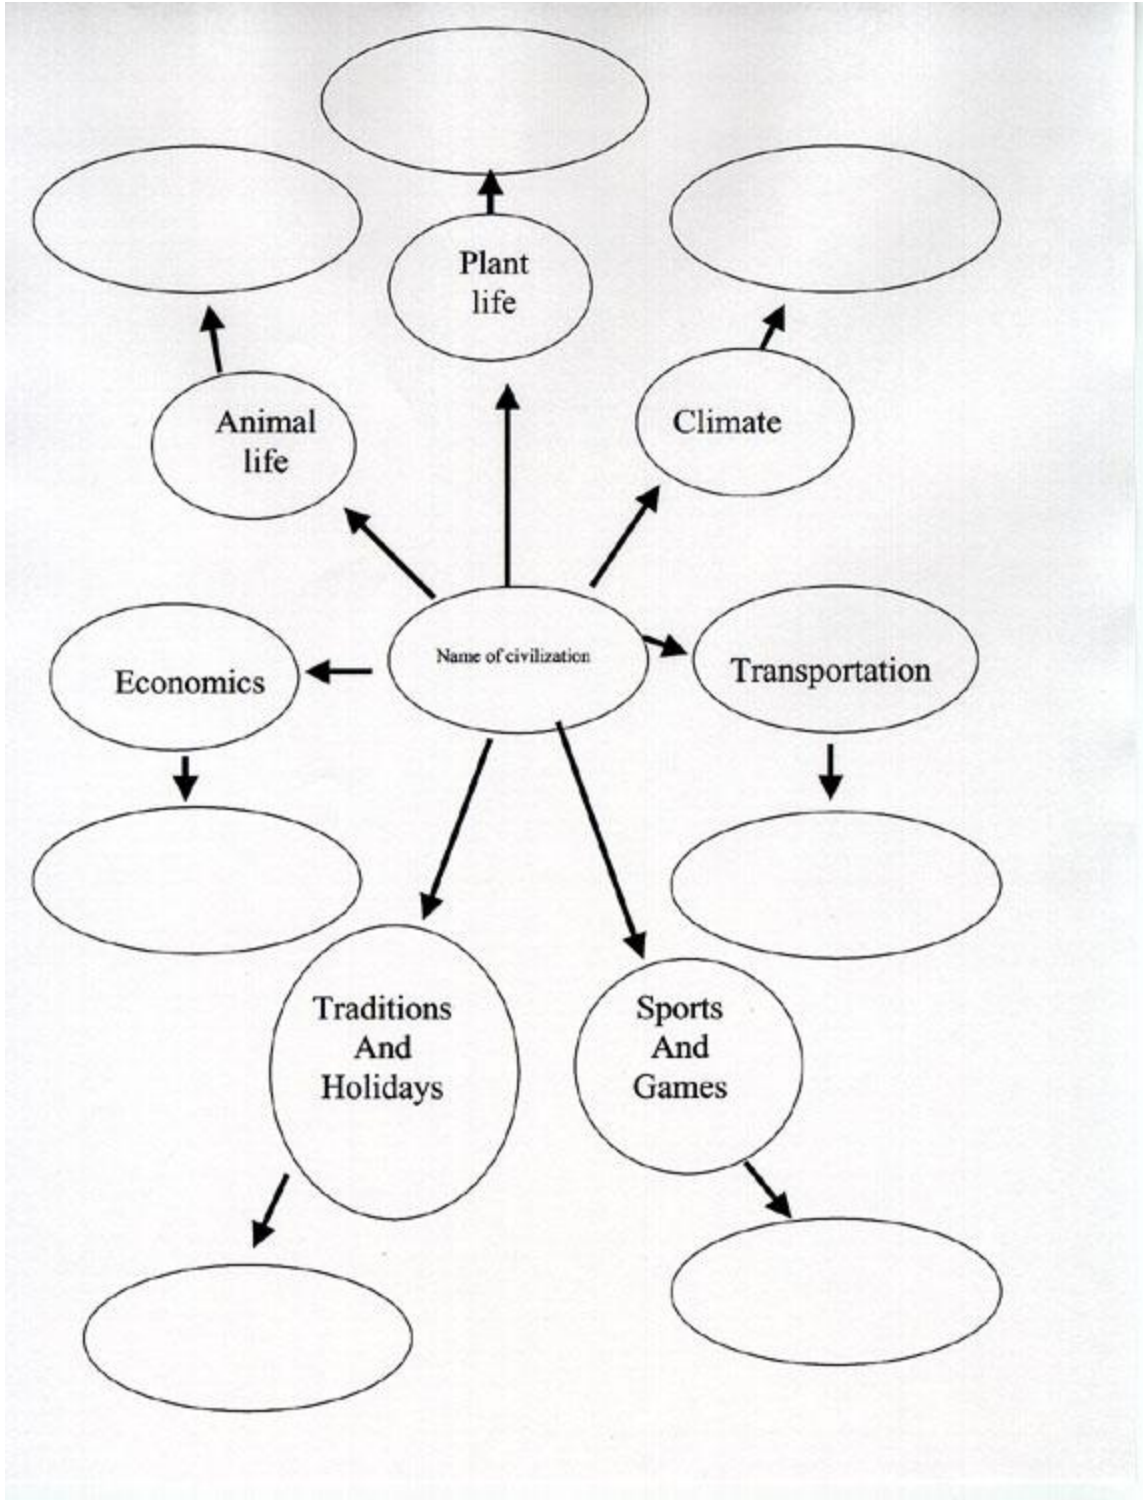 Plant
life
Animal
life
Climate
Name of civilization
Economics
Transportation
Traditions
And
Holidays
Sports
And
Games